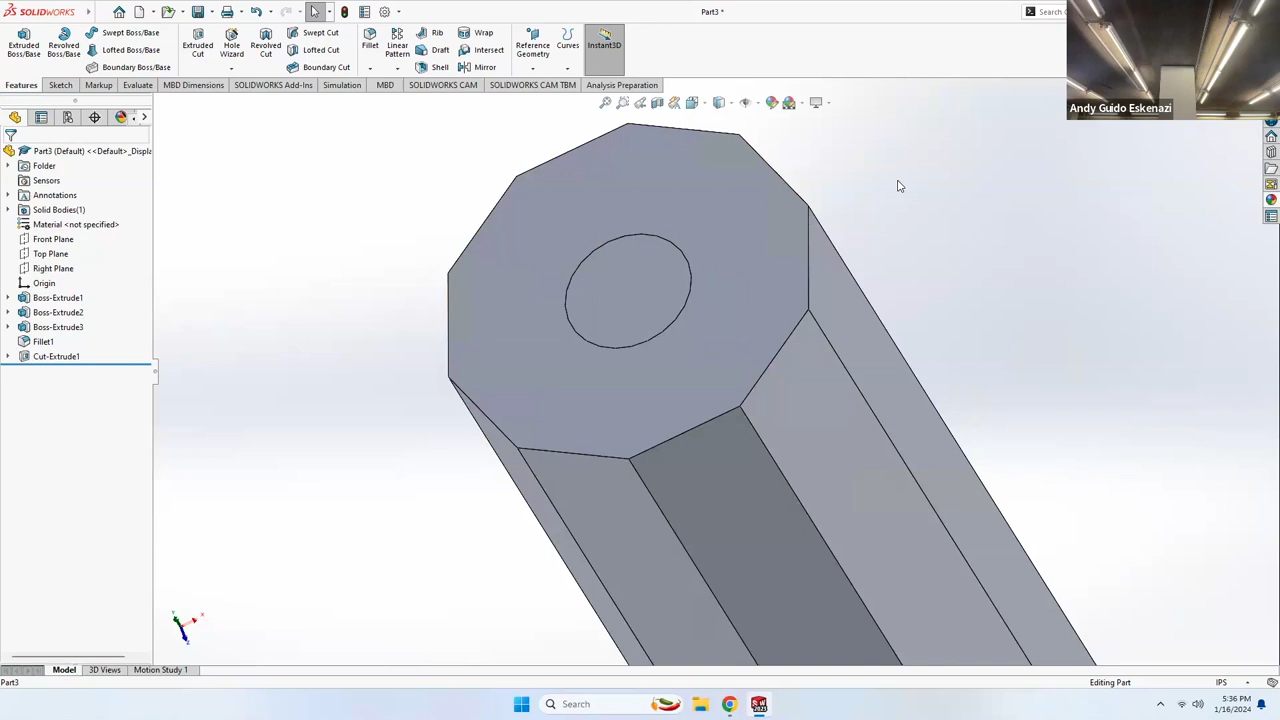 SOLIDWORKS
Part3 *
Search
Extruded Boss/Base
Revolved Boss/Base
Swept Boss/Base
Lofted Boss/Base
Boundary Boss/Base
Extruded Cut
Hole Wizard
Revolved Cut
Swept Cut
Lofted Cut
Boundary Cut
Fillet
Linear Pattern
Rib
Draft
Shell
Wrap
Intersect
Mirror
Reference Geometry
Curves
Instant3D
Andy Guido Eskenazi
Features
Sketch
Markup
Evaluate
MBD Dimensions
SOLIDWORKS Add-Ins
Simulation
MBD
SOLIDWORKS CAM
SOLIDWORKS CAM TBM
Analysis Preparation
Part3 (Default) <<Default>_Displa
Folder
Sensors
Annotations
Solid Bodies(1)
Material <not specified>
Front Plane
Top Plane
Right Plane
Origin
Boss-Extrude1
Boss-Extrude2
Boss-Extrude3
Fillet1
Cut-Extrude1
Model
3D Views
Motion Study 1
Part3
Editing Part
IPS
Search
5:36 PM
1/16/2024